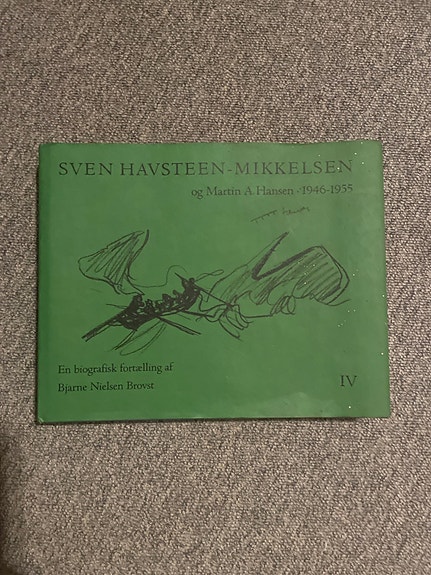 SVEN HAVSTEEN-MIKKELSEN
og Martin A. Hansen · 1946-1955
En biografisk fortælling af
Bjarne Nielsen Brovst
IV